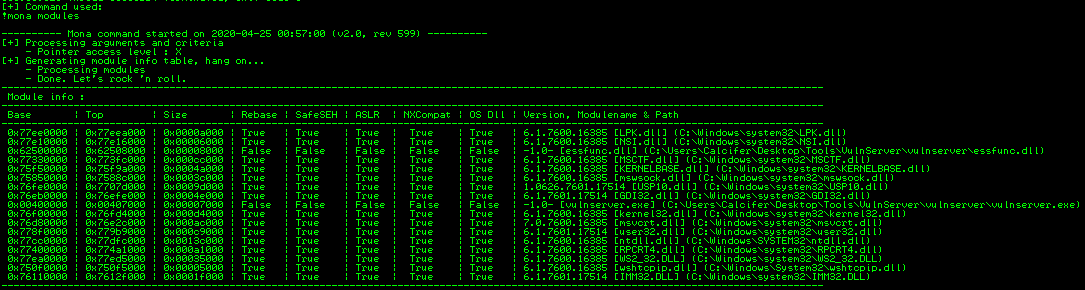 [+] Command used:
!mona modules
---------- Mona command started on 2020-04-25 00:57:00 (v2.0, rev 599) ----------
[+] Processing arguments and criteria
- Pointer access level : X
[+] Generating module info table, hang on...
- Processing modules
- Done. Let's rock 'n roll.
Module info :
Base | Top | Size | Rebase | SafeSEH | ASLR | NXCompat | OS Dll | Version, Modulename & Path
0x77ee0000 | 0x77eea000 | 0x0000a000 | True | True | True | True | True | 6.1.7600.16385 [LPK.dll] (C:\Windows\system32\LPK.dll)
0x77e10000 | 0x77e16000 | 0x00006000 | True | True | True | True | True | 6.1.7600.16385 [NSI.dll] (C:\Windows\system32\NSI.dll)
0x62500000 | 0x62508000 | 0x00008000 | False | False | False | False | False | -1.0- [essfunc.dll] (C:\Users\Calcifer\Desktop\Tools\VulnServer\vulnserver\essfunc.dll)
0x77330000 | 0x773fc000 | 0x000cc000 | True | True | True | True | True | 6.1.7600.16385 [MSCTF.dll] (C:\Windows\system32\MSCTF.dll)
0x75f50000 | 0x75f9a000 | 0x0004a000 | True | True | True | True | True | 6.1.7600.16385 [KERNELBASE.dll] (C:\Windows\system32\KERNELBASE.dll)
0x75850000 | 0x7588c000 | 0x0003c000 | True | True | True | True | True | 6.1.7600.16385 [mswsock.dll] (C:\Windows\system32\mswsock.dll)
0x76fe0000 | 0x7707d000 | 0x0009d000 | True | True | True | True | True | 1.0626.7601.17514 [USP10.dll] (C:\Windows\system32\USP10.dll)
0x76eb0000 | 0x76efe000 | 0x0004e000 | True | True | True | True | True | 6.1.7601.17514 [GDI32.dll] (C:\Windows\system32\GDI32.dll)
0x00400000 | 0x00407000 | 0x00007000 | False | False | False | False | False | -1.0- [vulnserver.exe] (C:\Users\Calcifer\Desktop\Tools\VulnServer\vulnserver\vulnserver.exe)
0x76f00000 | 0x76fd4000 | 0x000d4000 | True | True | True | True | True | 6.1.7600.16385 [kernel32.dll] (C:\Windows\system32\kernel32.dll)
0x76d80000 | 0x76e2c000 | 0x000ac000 | True | True | True | True | True | 7.0.7600.16385 [msvcrt.dll] (C:\Windows\system32\msvcrt.dll)
0x778f0000 | 0x779b9000 | 0x000c9000 | True | True | True | True | True | 6.1.7601.17514 [user32.dll] (C:\Windows\system32\user32.dll)
0x77cc0000 | 0x77dfc000 | 0x0013c000 | True | True | True | True | True | 6.1.7600.16385 [ntdll.dll] (C:\Windows\SYSTEM32\ntdll.dll)
0x77400000 | 0x774a1000 | 0x000a1000 | True | True | True | True | True | 6.1.7600.16385 [RPCRT4.dll] (C:\Windows\system32\RPCRT4.dll)
0x77ea0000 | 0x77ed5000 | 0x00035000 | True | True | True | True | True | 6.1.7600.16385 [WS2_32.DLL] (C:\Windows\system32\WS2_32.DLL)
0x750f0000 | 0x750f5000 | 0x00005000 | True | True | True | True | True | 6.1.7600.16385 [wshtcpip.dll] (C:\Windows\System32\wshtcpip.dll)
0x76110000 | 0x7612f000 | 0x0001f000 | True | True | True | True | True | 6.1.7601.17514 [IMM32.DLL] (C:\Windows\system32\IMM32.DLL)